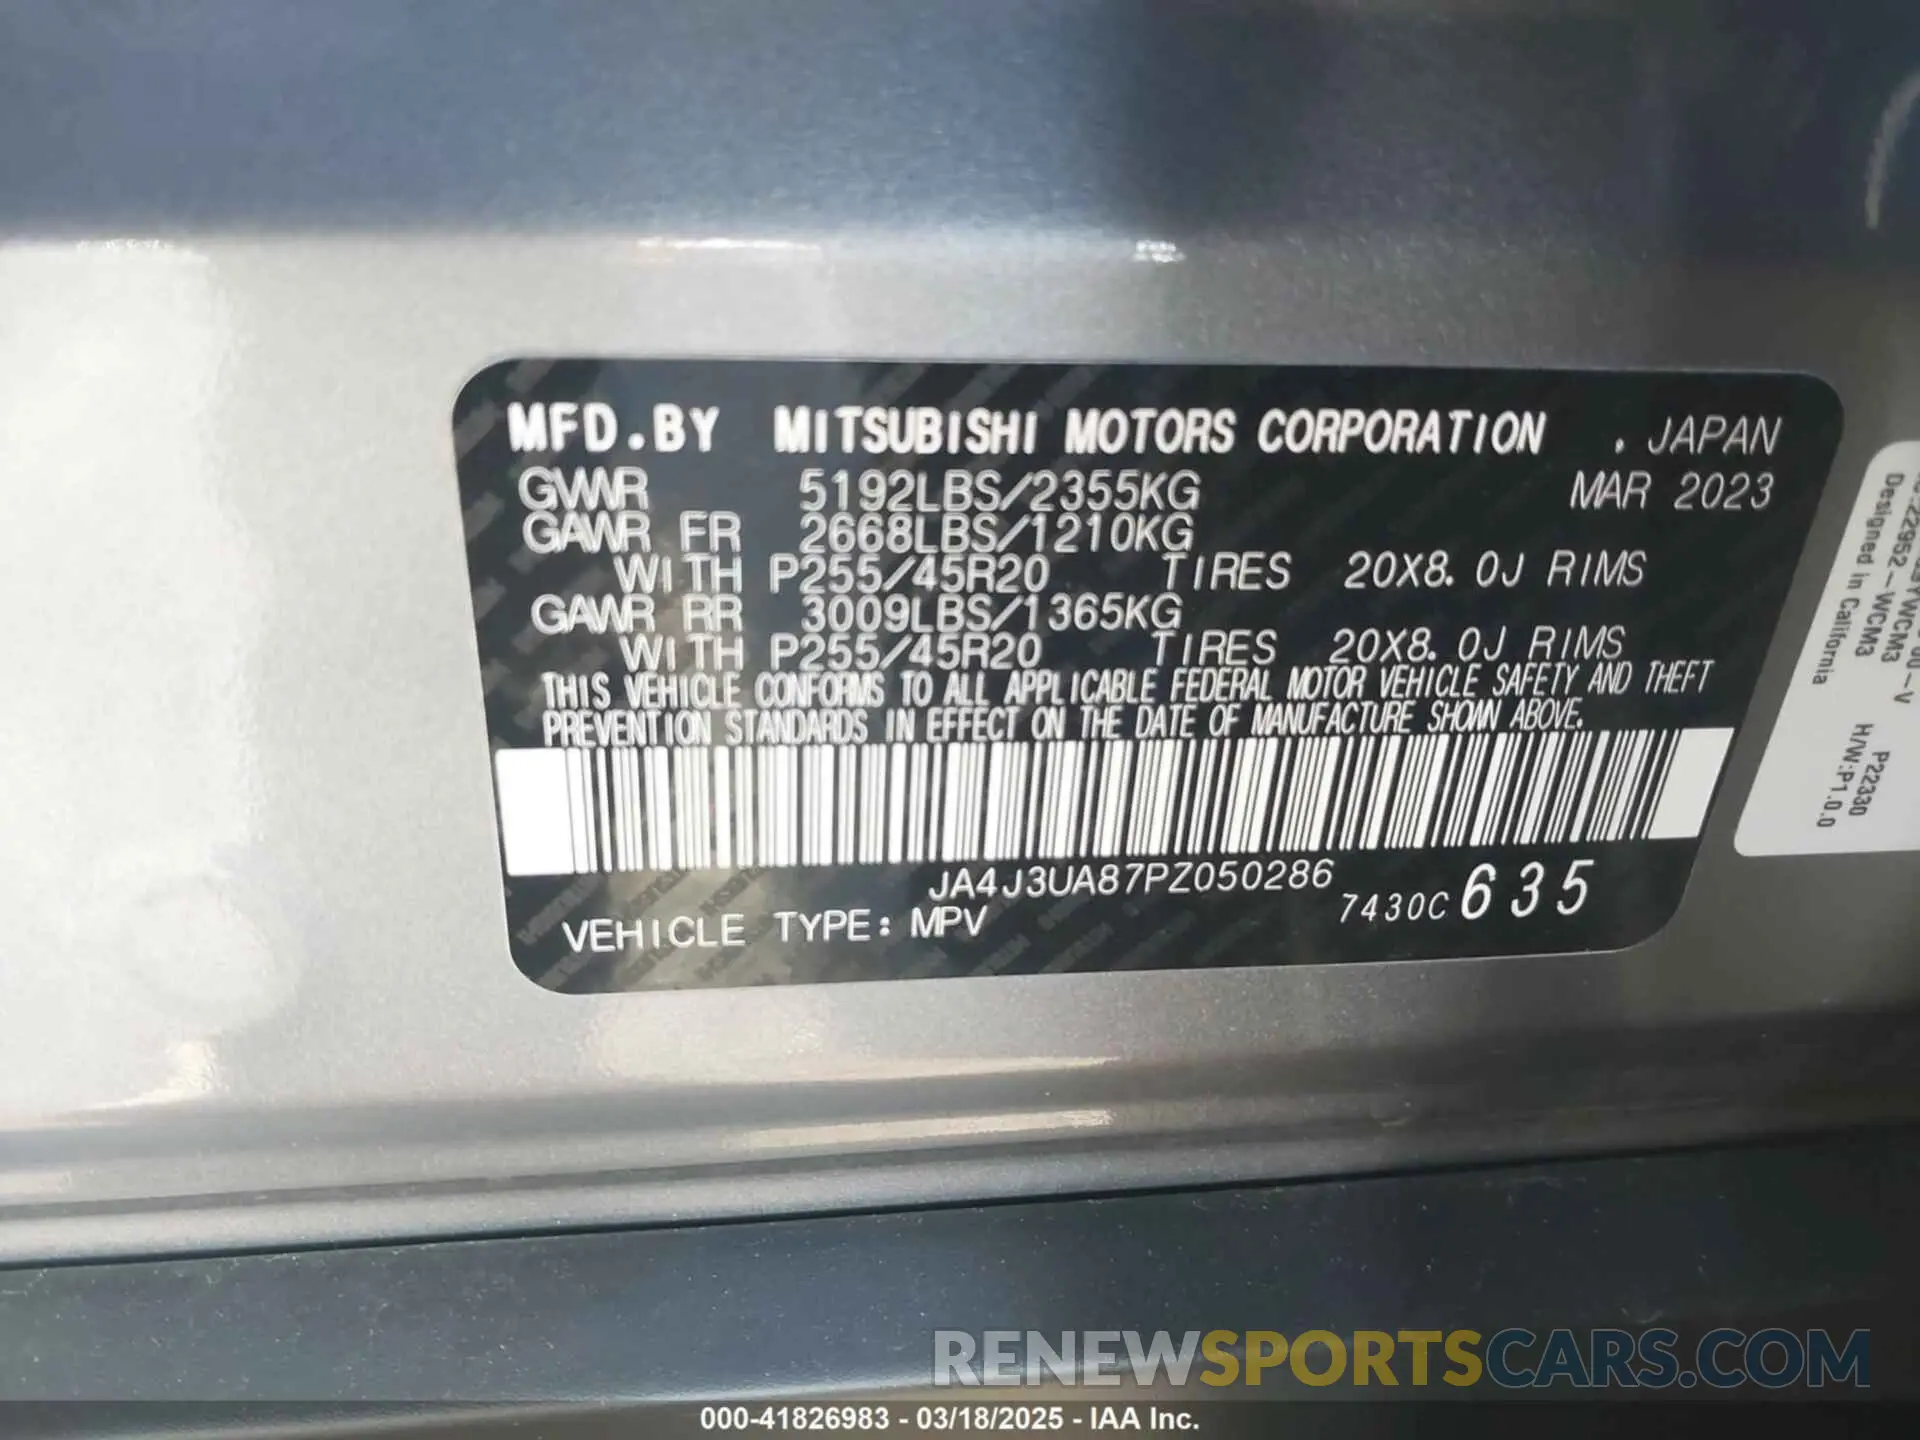 MFD.BY MITSUBISHI MOTORS CORPORATION . JAPAN
GVWR 5192LBS/2355KG MAR 2023
GAWR FR 2668LBS/1210KG
WITH P255/45R20 TIRES 20X8.0J RIMS
GAWR RR 3009LBS/1365KG
WITH P255/45R20 TIRES 20X8.0J RIMS
THIS VEHICLE CONFORMS TO ALL APPLICABLE FEDERAL MOTOR VEHICLE SAFETY AND THEFT
PREVENTION STANDARDS IN EFFECT ON THE DATE OF MANUFACTURE SHOWN ABOVE.
JA4J3UA87PZ050286
VEHICLE TYPE: MPV 7430C 635
Designed in California
P22330
H/W:P1.0.0
RENEWSPORTSCARS.COM
000-41826983 - 03/18/2025 - IAA Inc.